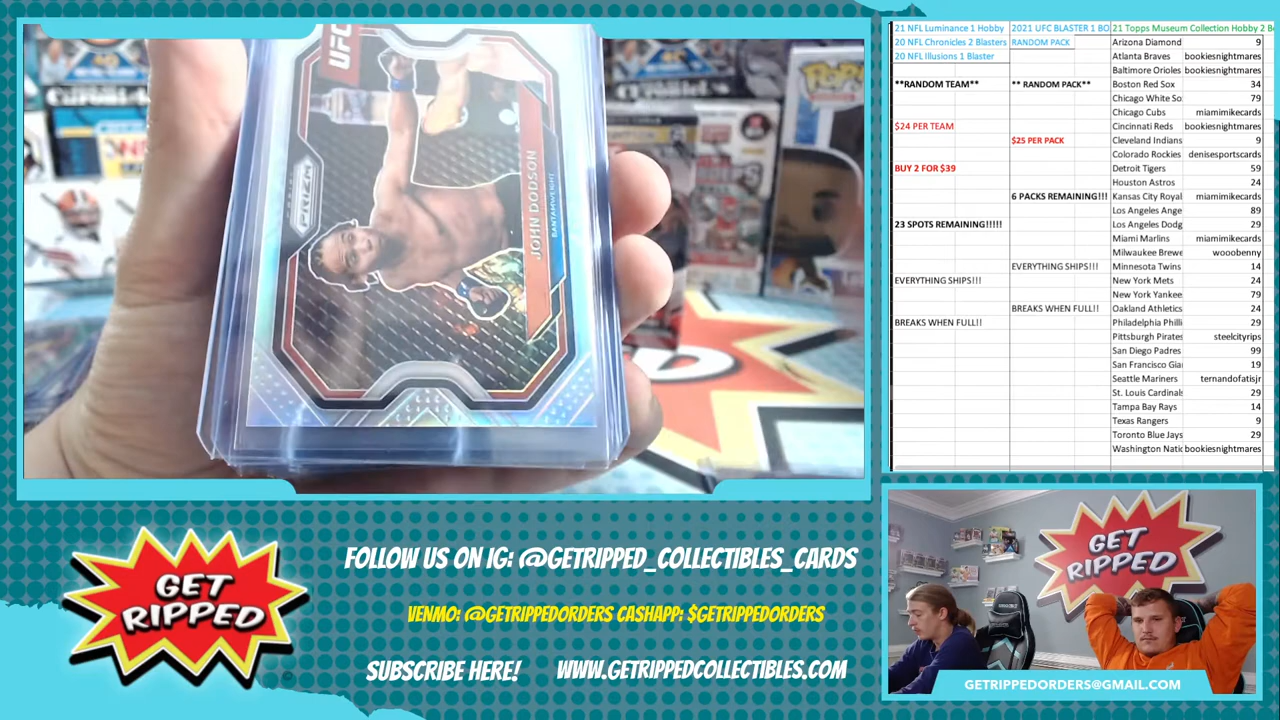 UFC
PRIZM
JOHN DODSON
BANTAMWEIGHT
21 NFL Luminance 1 Hobby
20 NFL Chronicles 2 Blasters
20 NFL Illusions 1 Blaster
**RANDOM TEAM**
$24 PER TEAM
BUY 2 FOR $39
23 SPOTS REMAINING!!!!!
EVERYTHING SHIPS!!!
BREAKS WHEN FULL!!
2021 UFC BLASTER 1 BO
RANDOM PACK
** RANDOM PACK**
$25 PER PACK
6 PACKS REMAINING!!!
EVERYTHING SHIPS!!!
BREAKS WHEN FULL!!
21 Topps Museum Collection Hobby 2 B
Arizona Diamond 9
Atlanta Braves bookiesnightmares
Baltimore Orioles bookiesnightmares
Boston Red Sox 34
Chicago White So 79
Chicago Cubs miamimikecards
Cincinnati Reds bookiesnightmares
Cleveland Indians 9
Colorado Rockies denisesportscards
Detroit Tigers 59
Houston Astros 24
Kansas City Royal miamimikecards
Los Angeles Ange 89
Los Angeles Dodg 29
Miami Marlins miamimikecards
Milwaukee Brewe wooobenny
Minnesota Twins 14
New York Mets 24
New York Yankee 79
Oakland Athletics 24
Philadelphia Philli 29
Pittsburgh Pirates steelcityrips
San Diego Padres 99
San Francisco Gia 19
Seattle Mariners ternandofatisjr
St. Louis Cardinals 29
Tampa Bay Rays 14
Texas Rangers 9
Toronto Blue Jays 29
Washington Natic bookiesnightmares
GET
RIPPED
FOLLOW US ON IG: @GETRIPPED_COLLECTIBLES_CARDS
VENMO: @GETRIPPEDORDERS CASHAPP: $GETRIPPEDORDERS
SUBSCRIBE HERE! WWW.GETRIPPEDCOLLECTIBLES.COM
GET
RIPPED
GETRIPPEDORDERS@GMAIL.COM